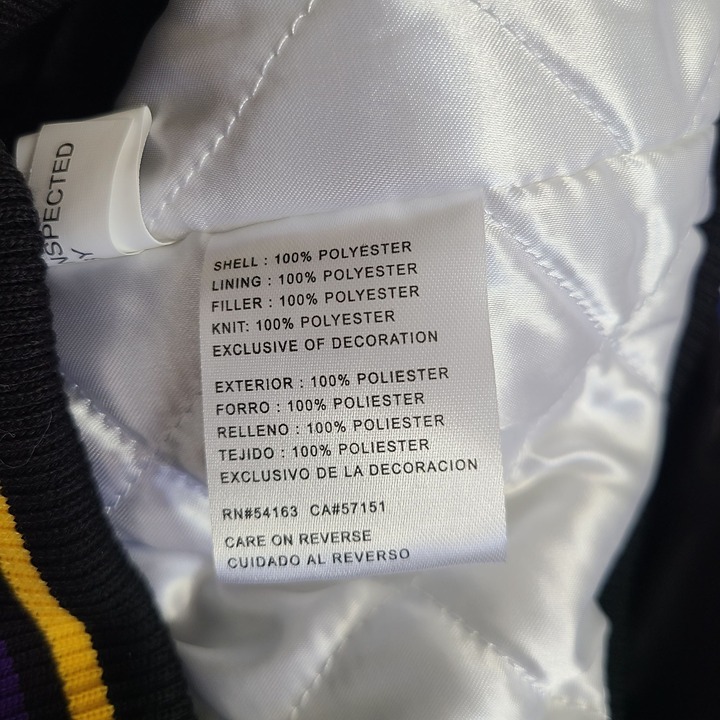 SHELL : 100% POLYESTER
LINING : 100% POLYESTER
FILLER : 100% POLYESTER
KNIT: 100% POLYESTER
EXCLUSIVE OF DECORATION
EXTERIOR : 100% POLIESTER
FORRO : 100% POLIESTER
RELLENO : 100% POLIESTER
TEJIDO : 100% POLIESTER
EXCLUSIVO DE LA DECORACION
RN#54163 CA#57151
CARE ON REVERSE
CUIDADO AL REVERSO